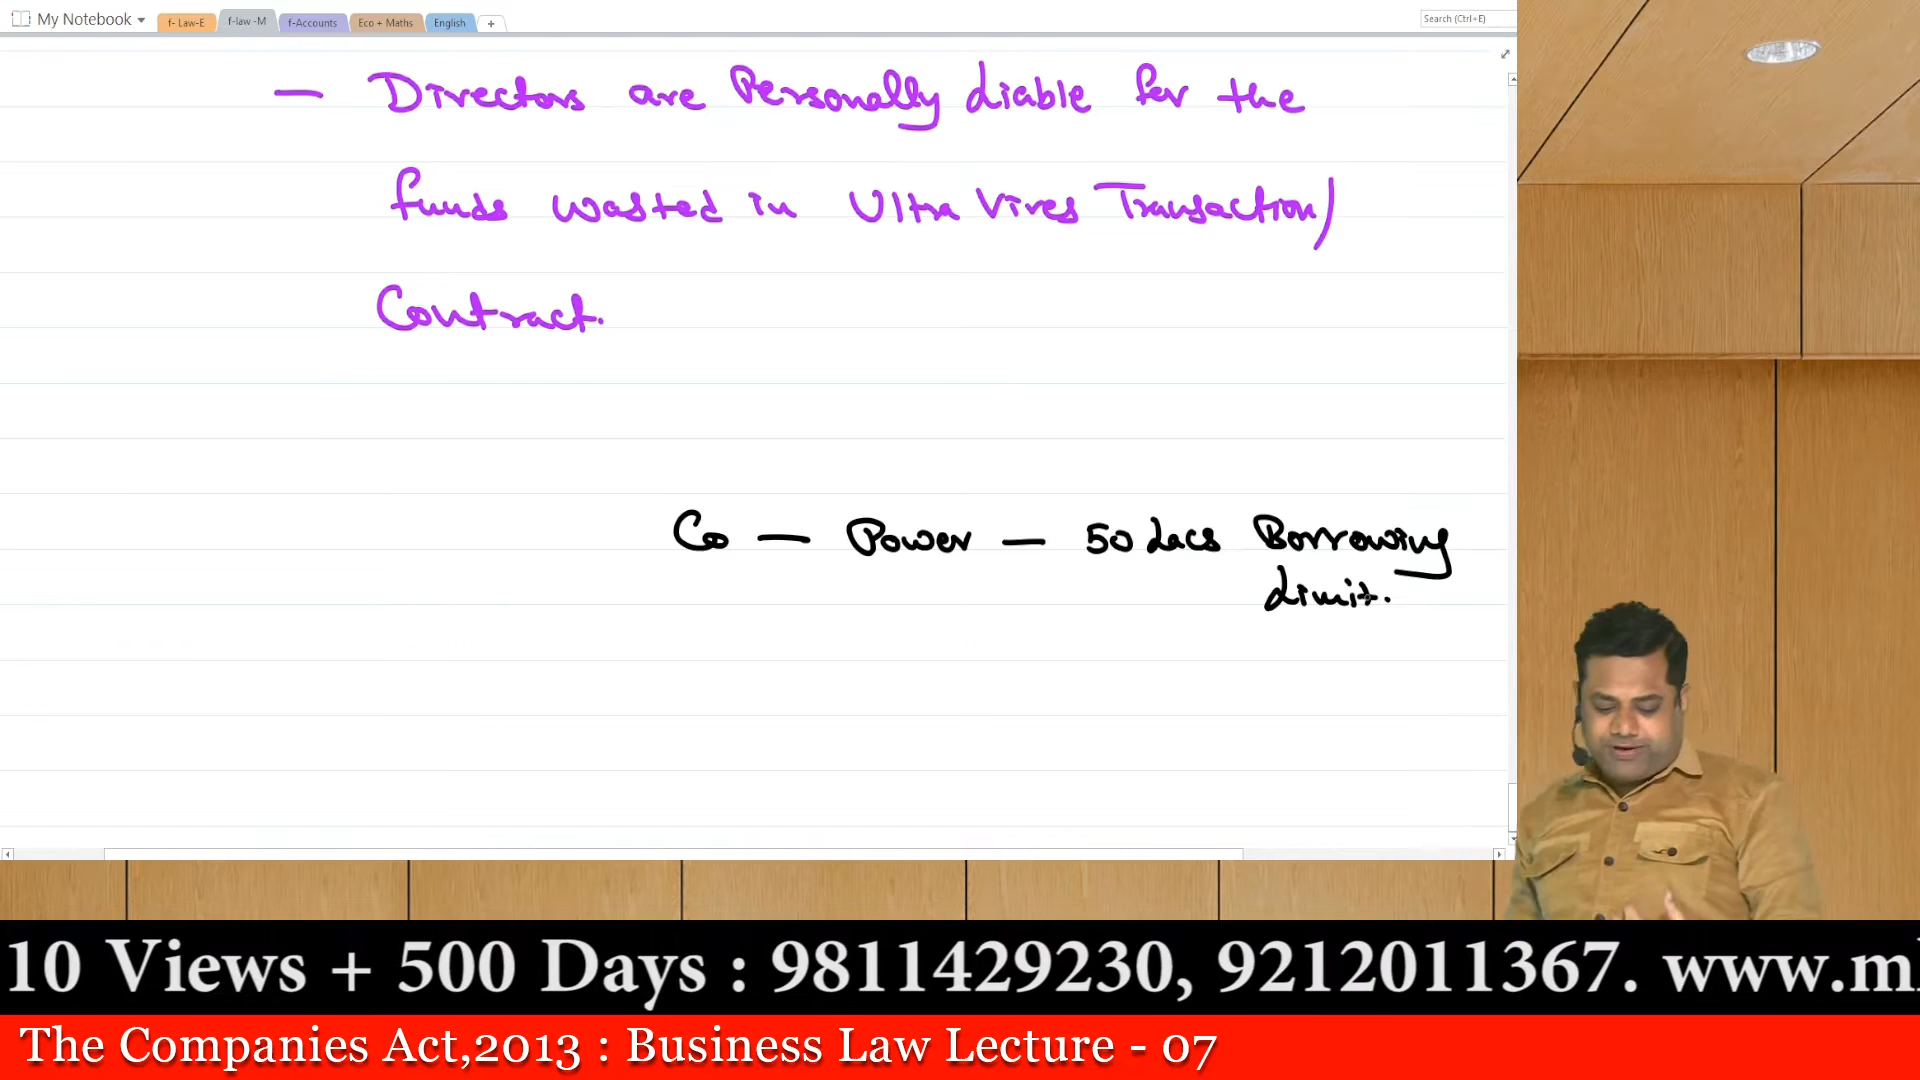 My Notebook
f- Law-E
f-law -M
f-Accounts
Eco + Maths
English
+
Search (Ctrl+E)
— Directors are Personally Liable for the
funds wasted in Ultra Vires Transaction/
Contract.
Co — Power — 50 Lacs Borrowing
Limit.
10 Views + 500 Days : 9811429230, 9212011367. www.m
The Companies Act,2013 : Business Law Lecture - 07